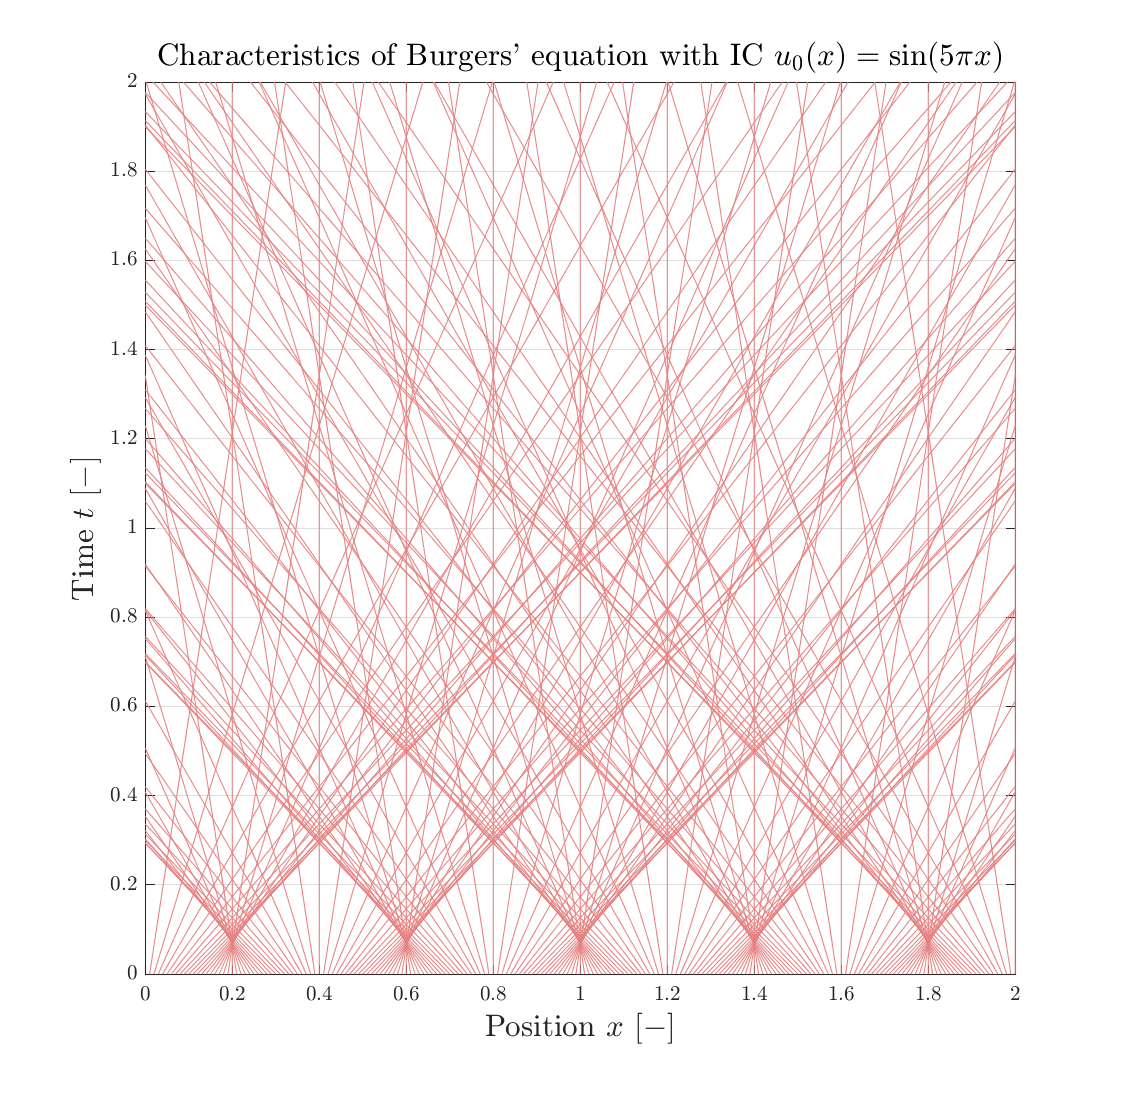 Characteristics of Burgers' equation with IC u₀(x) = sin(5πx)
2
1.8
1.6
1.4
1.2
1
0.8
0.6
0.4
0.2
0
Time t [−]
0 0.2 0.4 0.6 0.8 1 1.2 1.4 1.6 1.8 2
Position x [−]